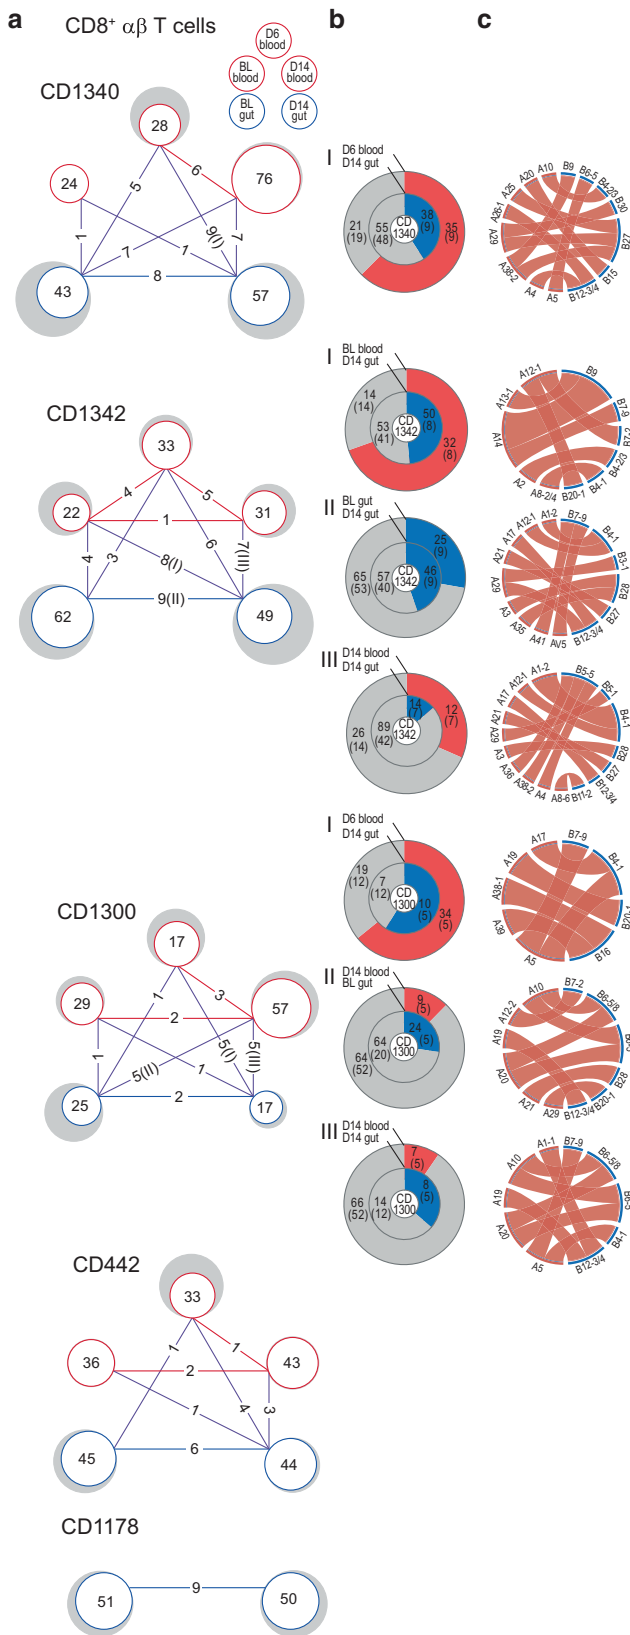 a
b
c
CD8⁺ αβ T cells
D6
blood
BL
blood
D14
blood
BL
gut
D14
gut
CD1340
28
24
76
43
57
6
5
9(I)
1
7
1
7
8
I
D6 blood
D14 gut
21
(19)
55
(48)
CD
1340
38
(9)
35
(9)
A10
B9
B6-5
B4-2/3
B30
B27
B15
B12-3/4
A5
A4
A38-2
A29
A26-1
A25
A20
CD1342
33
22
31
62
49
4
5
1
4
3
8(I)
6
7(III)
9(II)
I
BL blood
D14 gut
14
(14)
53
(41)
CD
1342
50
(8)
32
(8)
A12-1
B9
B7-9
B7-2
B4-2/3
B4-1
B20-1
A8-2/4
A2
A14
A13-1
II
BL gut
D14 gut
25
(9)
65
(53)
57
(40)
CD
1342
46
(9)
A1-2
B7-9
B4-1
B3-1
B28
B27
B12-3/4
AV5
A41
A35
A3
A29
A21
A17
A12-1
III
D14 blood
D14 gut
14
(7)
12
(7)
26
(14)
89
(42)
CD
1342
A1-2
B5-5
B5-1
B4-1
B28
B27
B12-3/4
B11-2
A8-6
A4
A38-2
A36
A3
A29
A21
A17
A12-1
CD1300
17
29
57
25
17
3
1
2
1
5(II)
5(I)
1
5(III)
2
I
D6 blood
D14 gut
19
(12)
7
(12)
CD
1300
10
(5)
34
(5)
A17
B7-9
B4-1
B20-1
B16
A5
A39
A38-1
A19
II
D14 blood
BL gut
9
(5)
24
(5)
64
(52)
64
(20)
CD
1300
A10
B7-2
B6-5/8
B9-5
B28
B20-1
B12-3/4
A29
A21
A20
A19
A12-2
III
D14 blood
D14 gut
7
(5)
8
(5)
66
(52)
14
(12)
CD
1300
A1-1
B7-9
B6-5/8
B9-5
B4-1
B12-3/4
A5
A20
A19
A10
CD442
33
36
43
45
44
1
1
2
1
4
3
6
CD1178
51
9
50